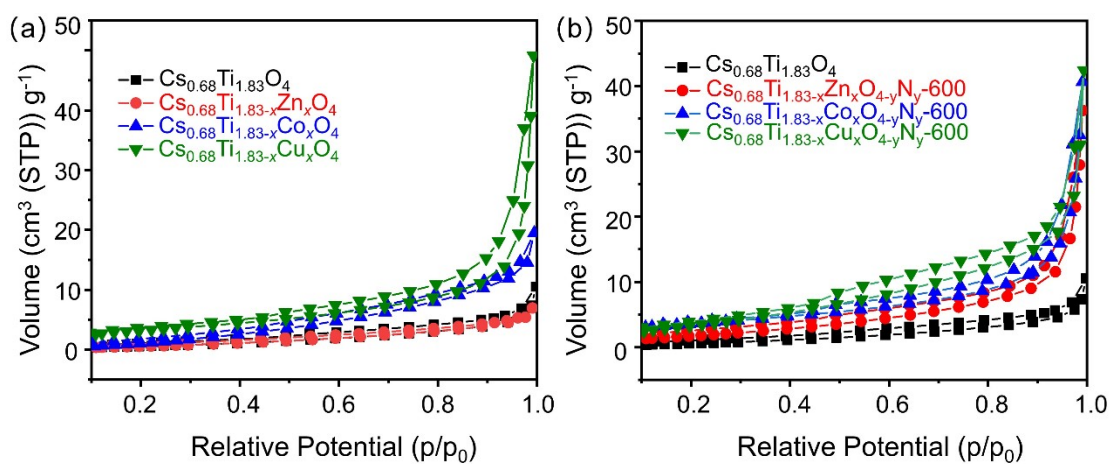 (a)
50
40
30
20
10
0
Volume (cm³ (STP)) g⁻¹)
Cs₀.₆₈Ti₁.₈₃O₄
Cs₀.₆₈Ti₁.₈₃₋ₓZnₓO₄
Cs₀.₆₈Ti₁.₈₃₋ₓCoₓO₄
Cs₀.₆₈Ti₁.₈₃₋ₓCuₓO₄
0.2 0.4 0.6 0.8 1.0
Relative Potential (p/p₀)
(b)
50
40
30
20
10
0
Volume (cm³ (STP)) g⁻¹)
Cs₀.₆₈Ti₁.₈₃O₄
Cs₀.₆₈Ti₁.₈₃₋ₓZnₓO₄₋yNy-600
Cs₀.₆₈Ti₁.₈₃₋ₓCoₓO₄₋yNy-600
Cs₀.₆₈Ti₁.₈₃₋ₓCuₓO₄₋yNy-600
0.2 0.4 0.6 0.8 1.0
Relative Potential (p/p₀)